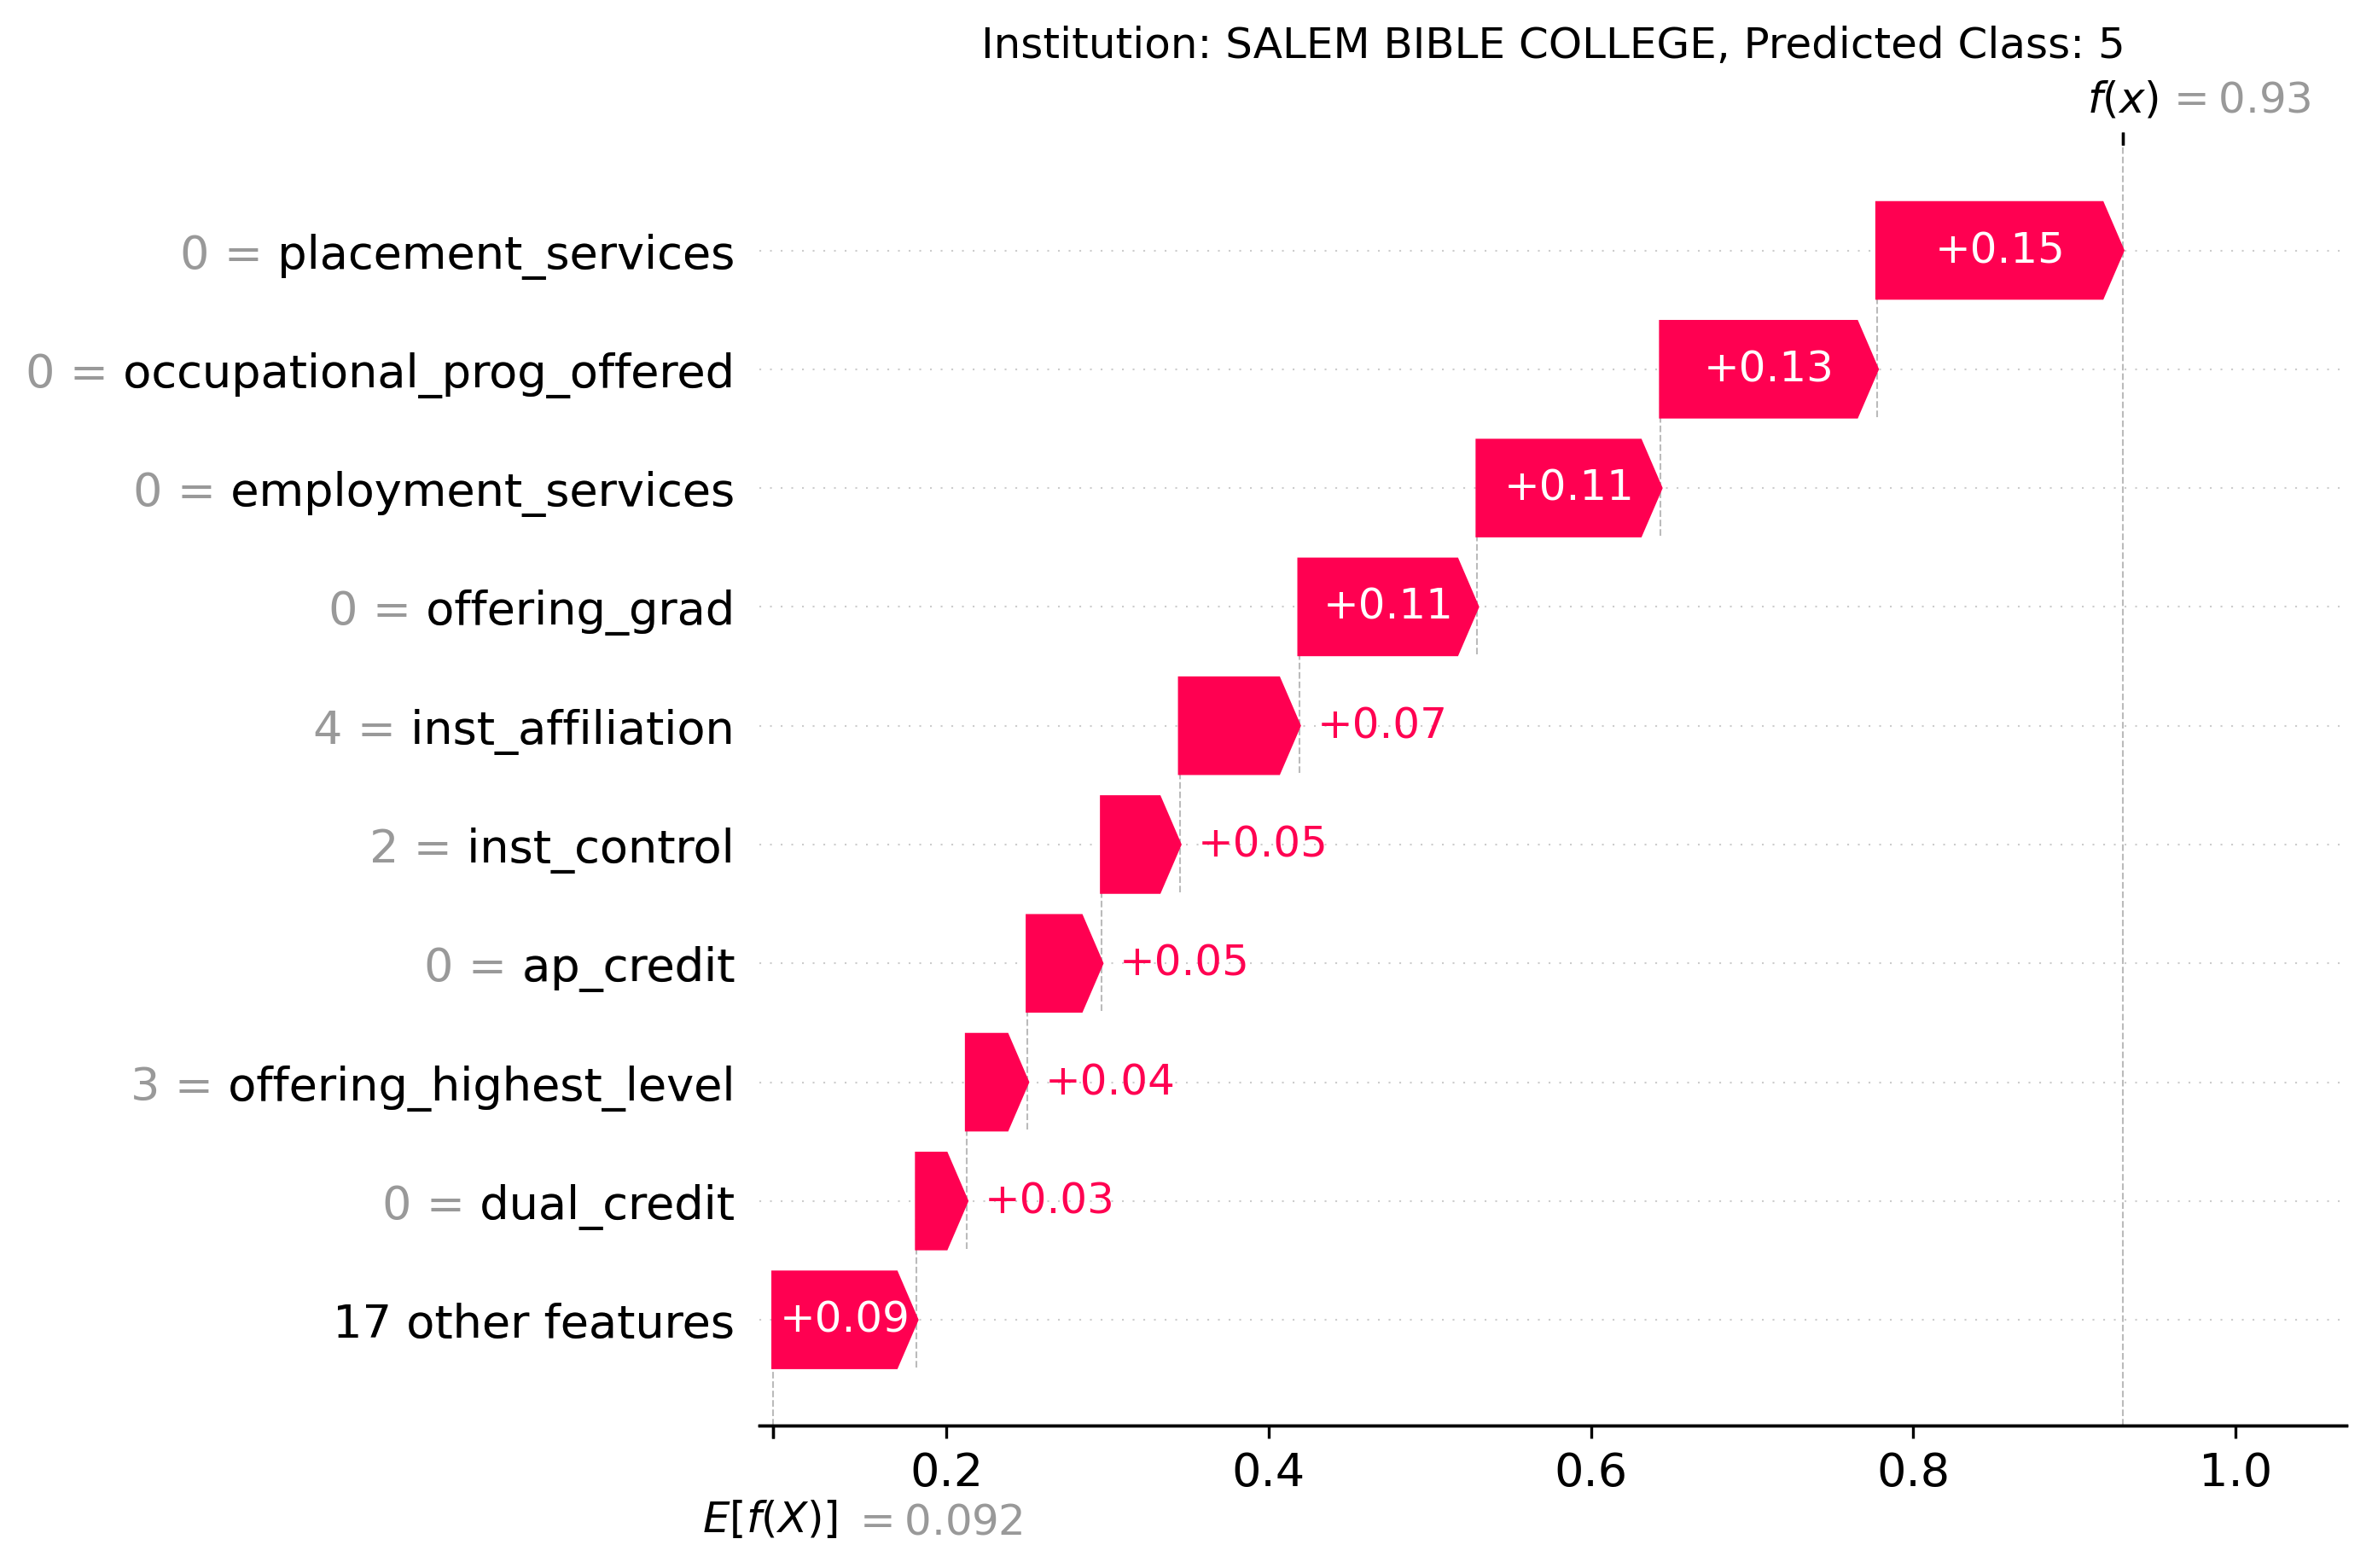 Institution: SALEM BIBLE COLLEGE, Predicted Class: 5
f(x) = 0.93
0 = placement_services +0.15
0 = occupational_prog_offered +0.13
0 = employment_services +0.11
0 = offering_grad +0.11
4 = inst_affiliation +0.07
2 = inst_control +0.05
0 = ap_credit +0.05
3 = offering_highest_level +0.04
0 = dual_credit +0.03
17 other features +0.09
0.2 0.4 0.6 0.8 1.0
E[f(X)] = 0.092